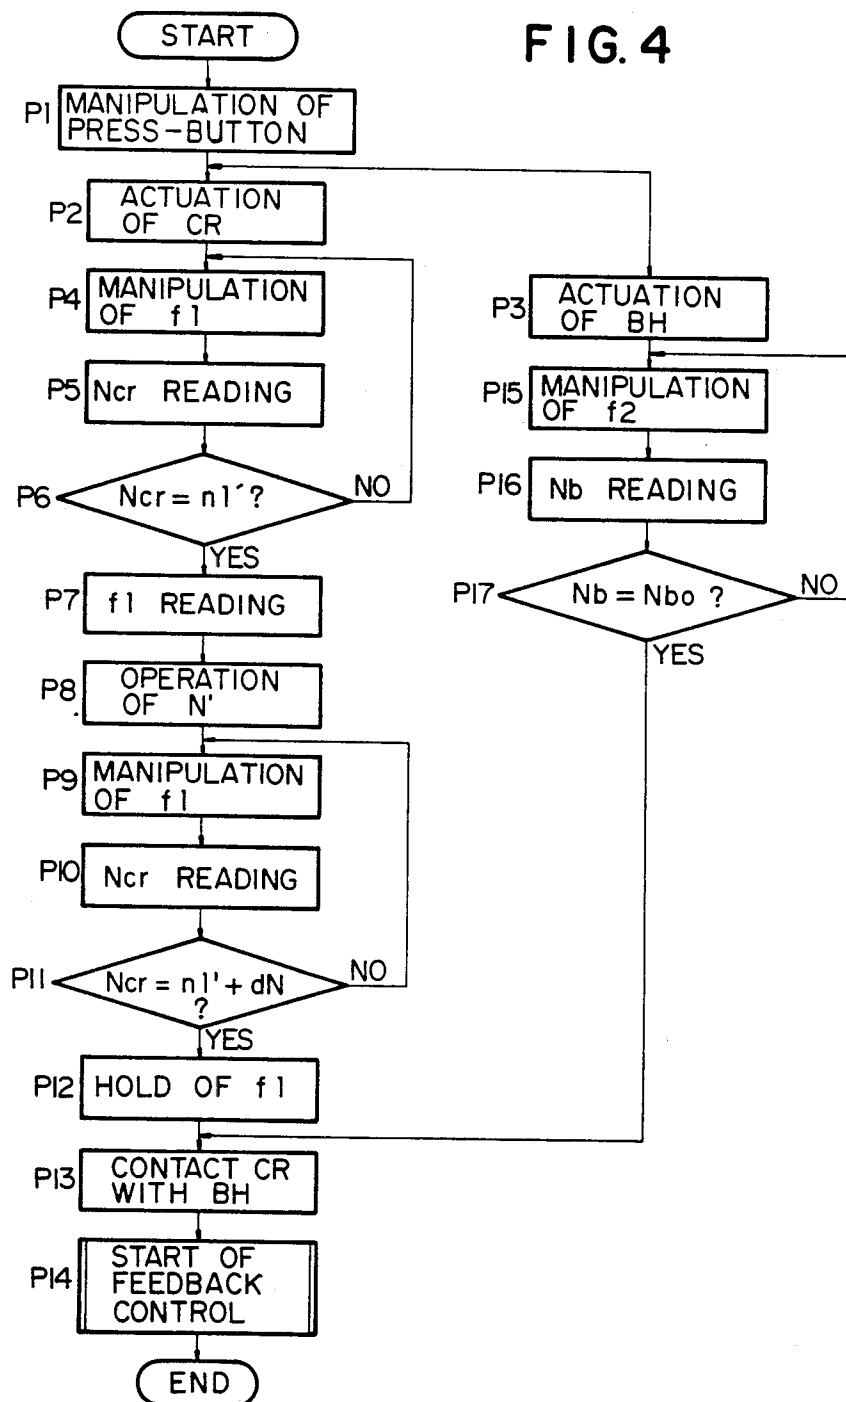 FIG. 4
START
P1
MANIPULATION OF
PRESS-BUTTON
P2
ACTUATION
OF CR
P4
MANIPULATION
OF f1
P5
Ncr READING
P6
Ncr = n1´ ?
NO
YES
P7
f1 READING
P8
OPERATION
OF N'
P9
MANIPULATION
OF f1
P10
Ncr READING
P11
Ncr = n1' + dN
?
NO
YES
P12
HOLD OF f1
P13
CONTACT CR
WITH BH
P14
START OF
FEEDBACK
CONTROL
END
P3
ACTUATION
OF BH
P15
MANIPULATION
OF f2
P16
Nb READING
P17
Nb = Nbo ?
NO
YES